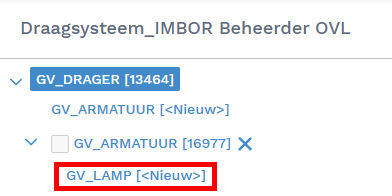 Draagsysteem_IMBOR Beheerder OVL
GV_DRAGER [13464]
GV_ARMATUUR [<Nieuw>]
GV_ARMATUUR [16977]
GV_LAMP [<Nieuw>]